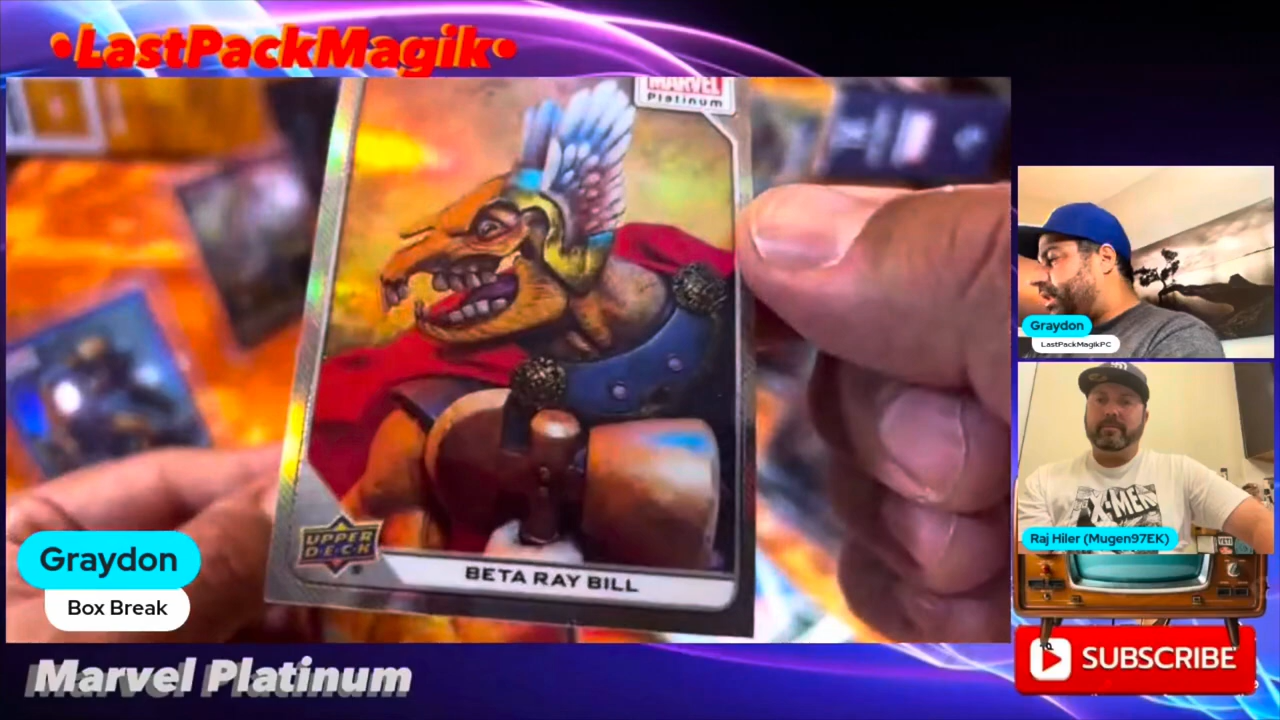 •LastPackMagik•
MARVEL
Platinum
UPPER
DECK
BETA RAY BILL
Graydon
Box Break
Marvel Platinum
Graydon
LastPackMagikPC
X-MEN
Raj Hiler (Mugen97EK)
SUBSCRIBE